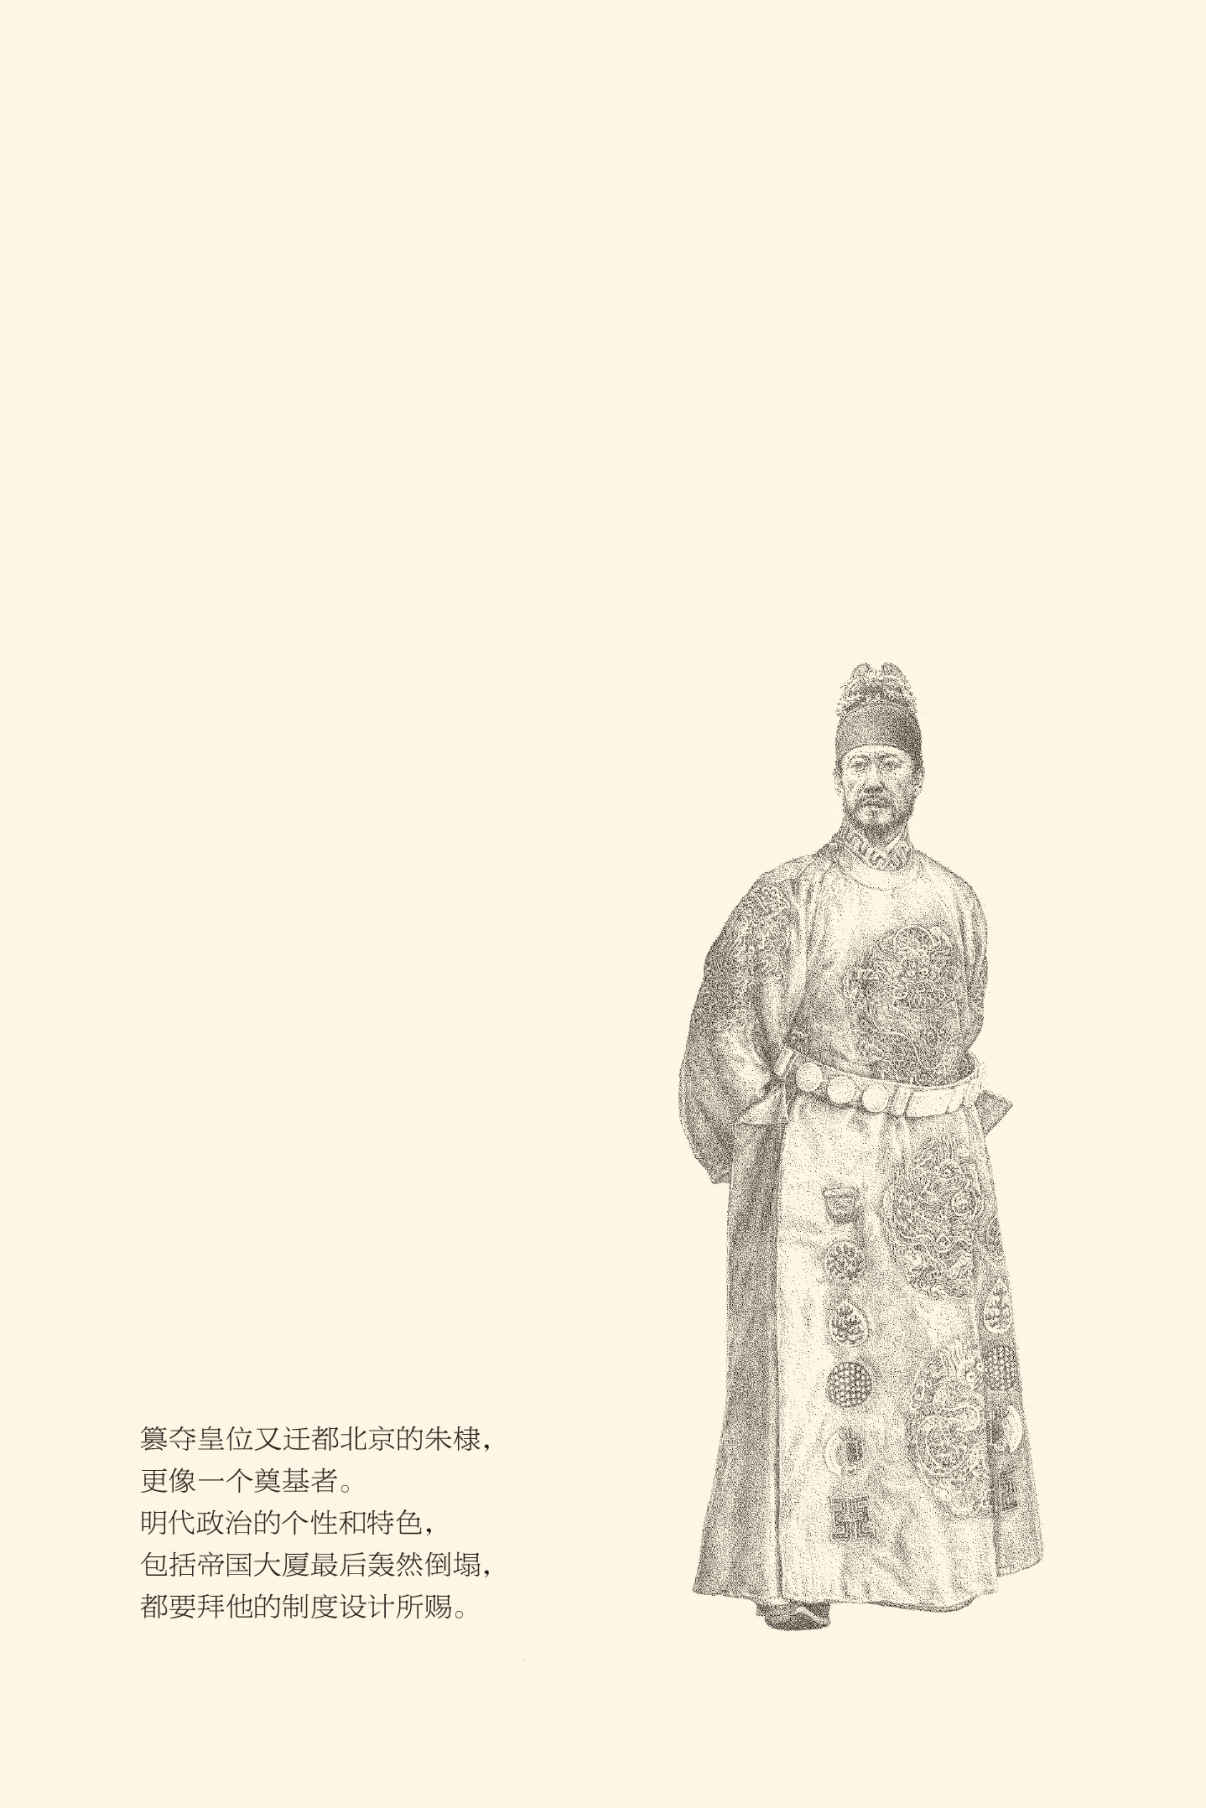 篡夺皇位又迁都北京的朱棣，
更像一个奠基者。
明代政治的个性和特色，
包括帝国大厦最后轰然倒塌，
都要拜他的制度设计所赐。